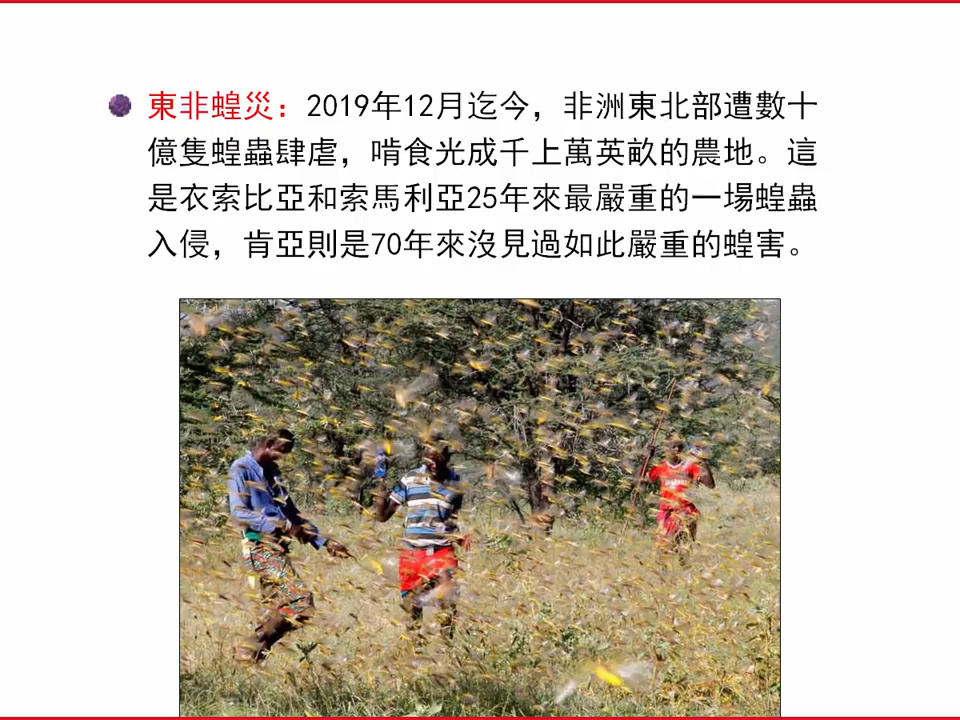 東非蝗災：2019年12月迄今，非洲東北部遭數十
億隻蝗蟲肆虐，啃食光成千上萬英畝的農地。這
是衣索比亞和索馬利亞25年來最嚴重的一場蝗蟲
入侵，肯亞則是70年來沒見過如此嚴重的蝗害。